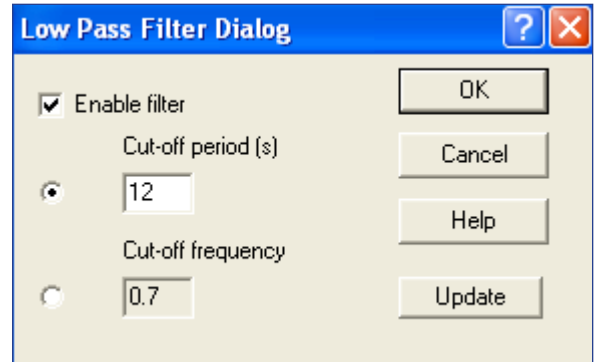 Low Pass Filter Dialog
?
Enable filter
OK
Cut-off period (s)
Cancel
12
Help
Cut-off frequency
0.7
Update